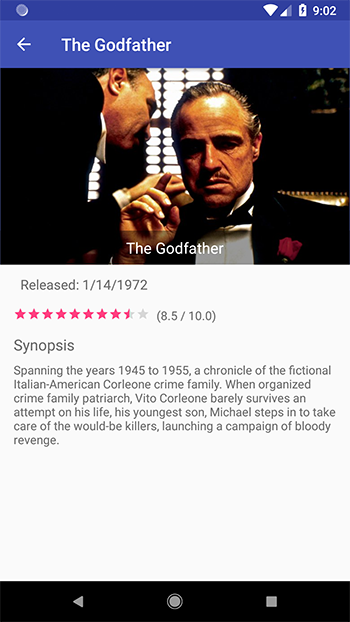 9:02
The Godfather
The Godfather
Released: 1/14/1972
(8.5 / 10.0)
Synopsis
Spanning the years 1945 to 1955, a chronicle of the fictional
Italian-American Corleone crime family. When organized
crime family patriarch, Vito Corleone barely survives an
attempt on his life, his youngest son, Michael steps in to take
care of the would-be killers, launching a campaign of bloody
revenge.